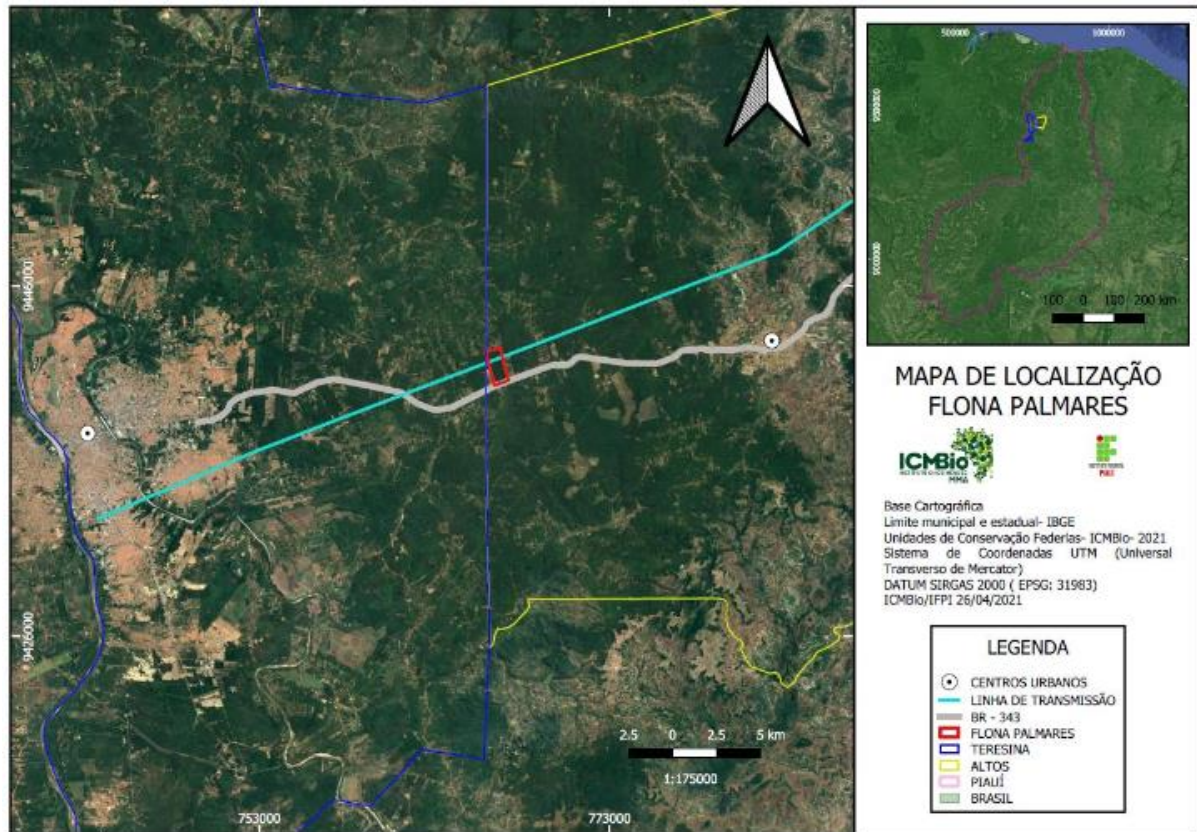 753000
773000
9446000
9426000
2.5 0 2.5 5 km
1:175000
500000
1000000
9500000
9000000
100 0 100 200 km
MAPA DE LOCALIZAÇÃO
FLONA PALMARES
ICMBio
MMA
PIAUÍ
Base Cartográfica
Limite municipal e estadual- IBGE
Unidades de Conservação Federias- ICMBio- 2021
Sistema de Coordenadas UTM (Universal
Transverso de Mercator)
DATUM SIRGAS 2000 ( EPSG: 31983)
ICMBio/IFPI 26/04/2021
LEGENDA
CENTROS URBANOS
LINHA DE TRANSMISSÃO
BR - 343
FLONA PALMARES
TERESINA
ALTOS
PIAUÍ
BRASIL